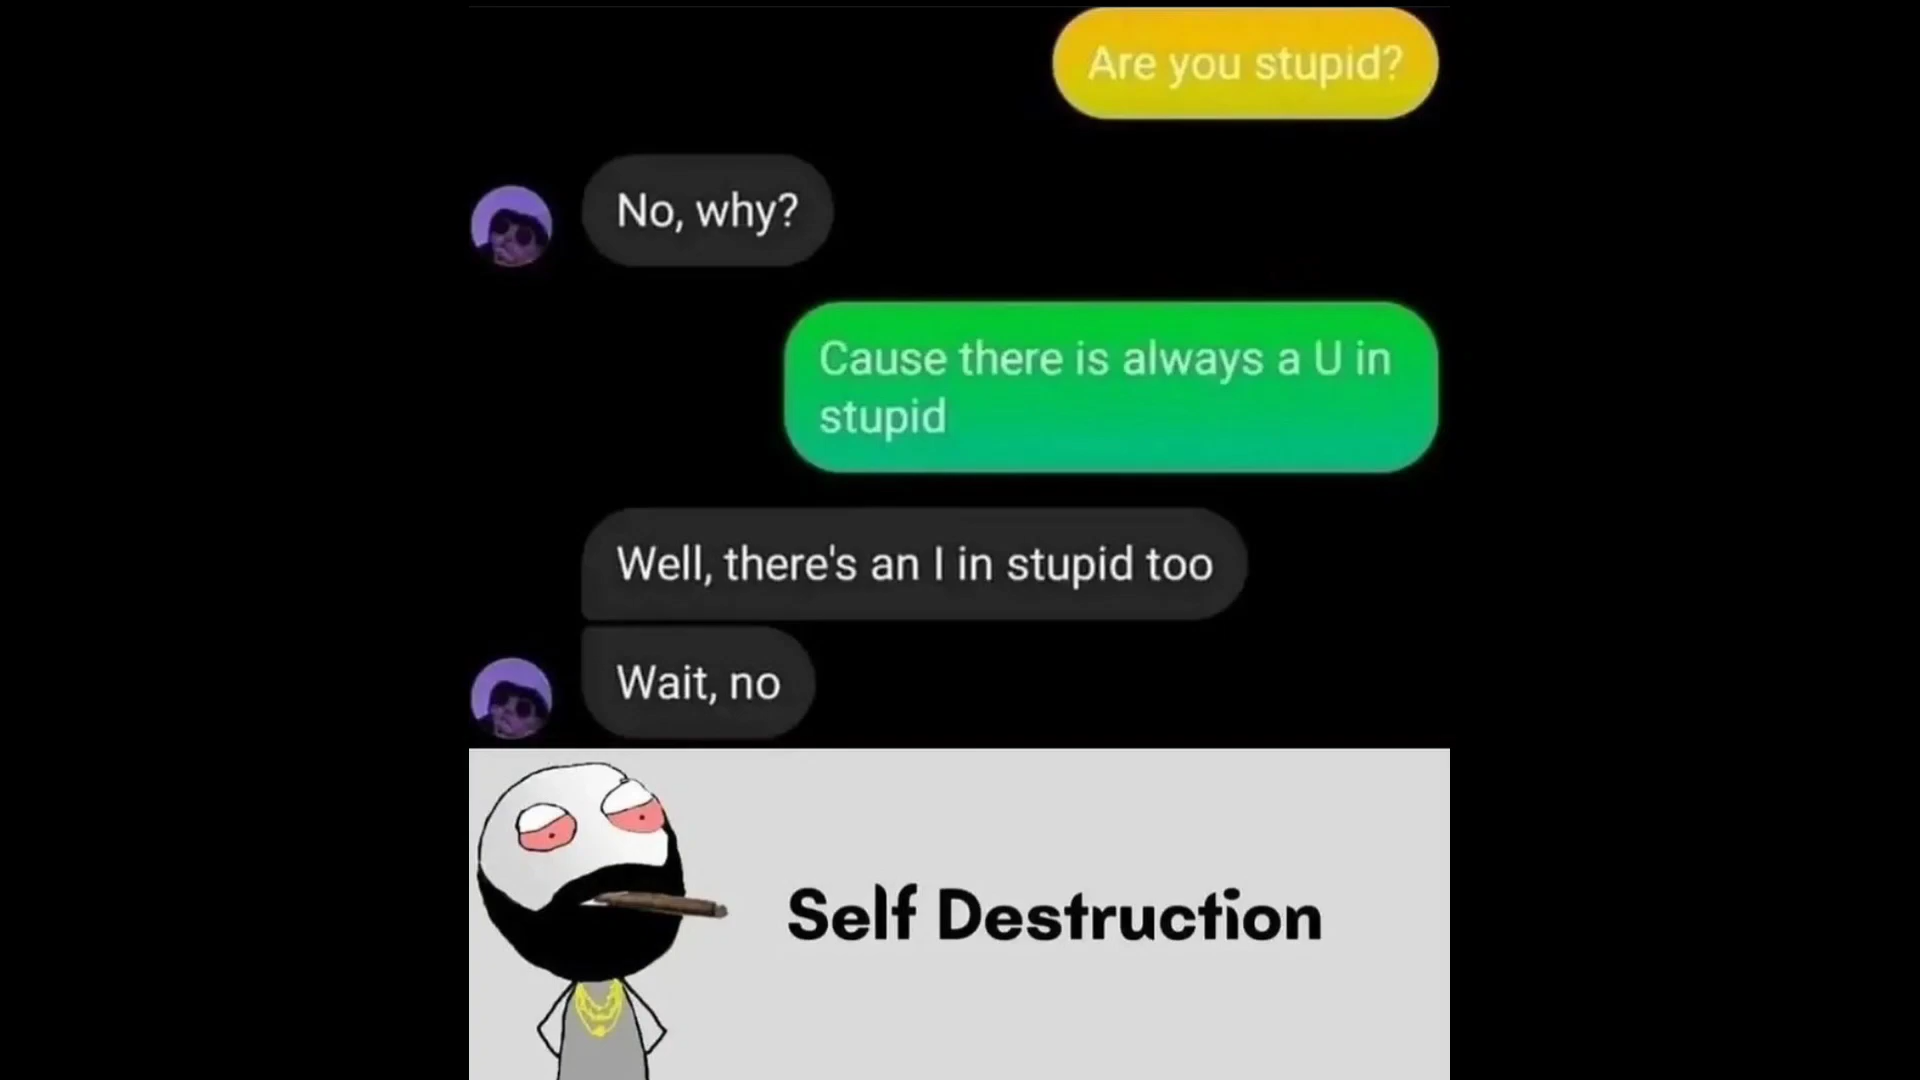 Are you stupid?
No, why?
Cause there is always a U in
stupid
Well, there's an I in stupid too
Wait, no
Self Destruction